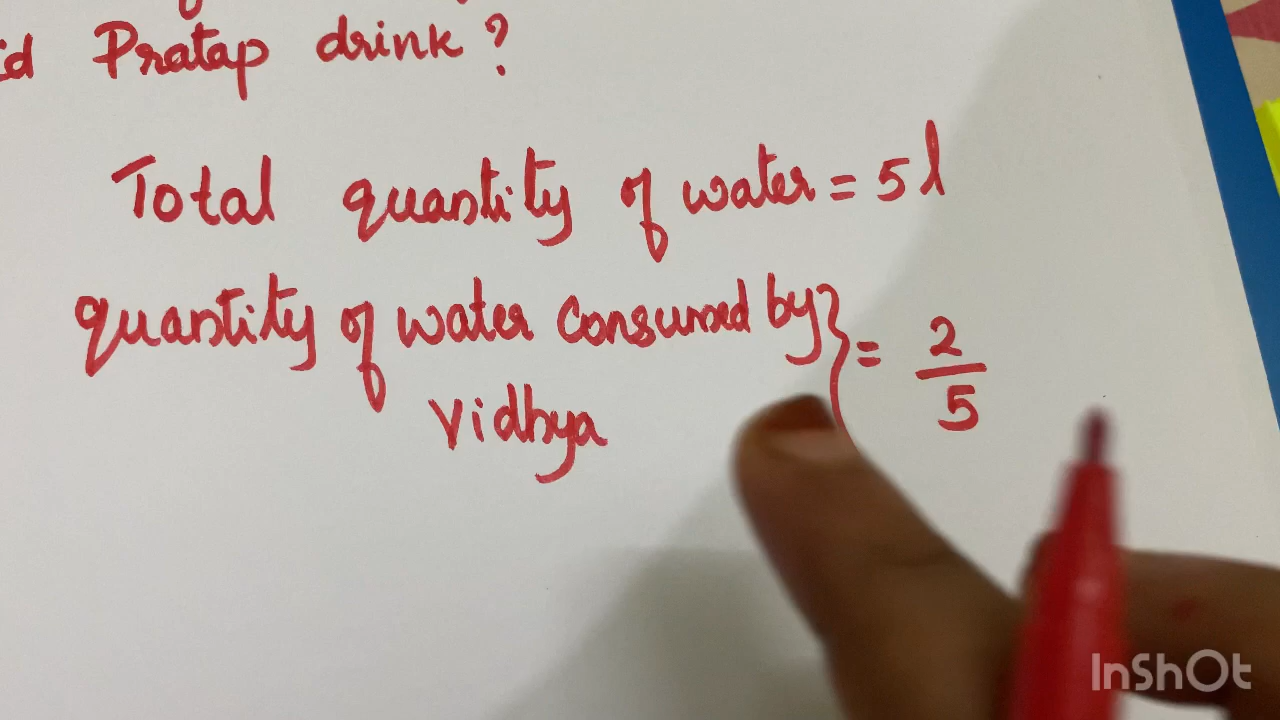 Pratap drink?
Total quantity of water = 5 l
quantity of water consumed by } = 2/5
Vidhya
InShOt